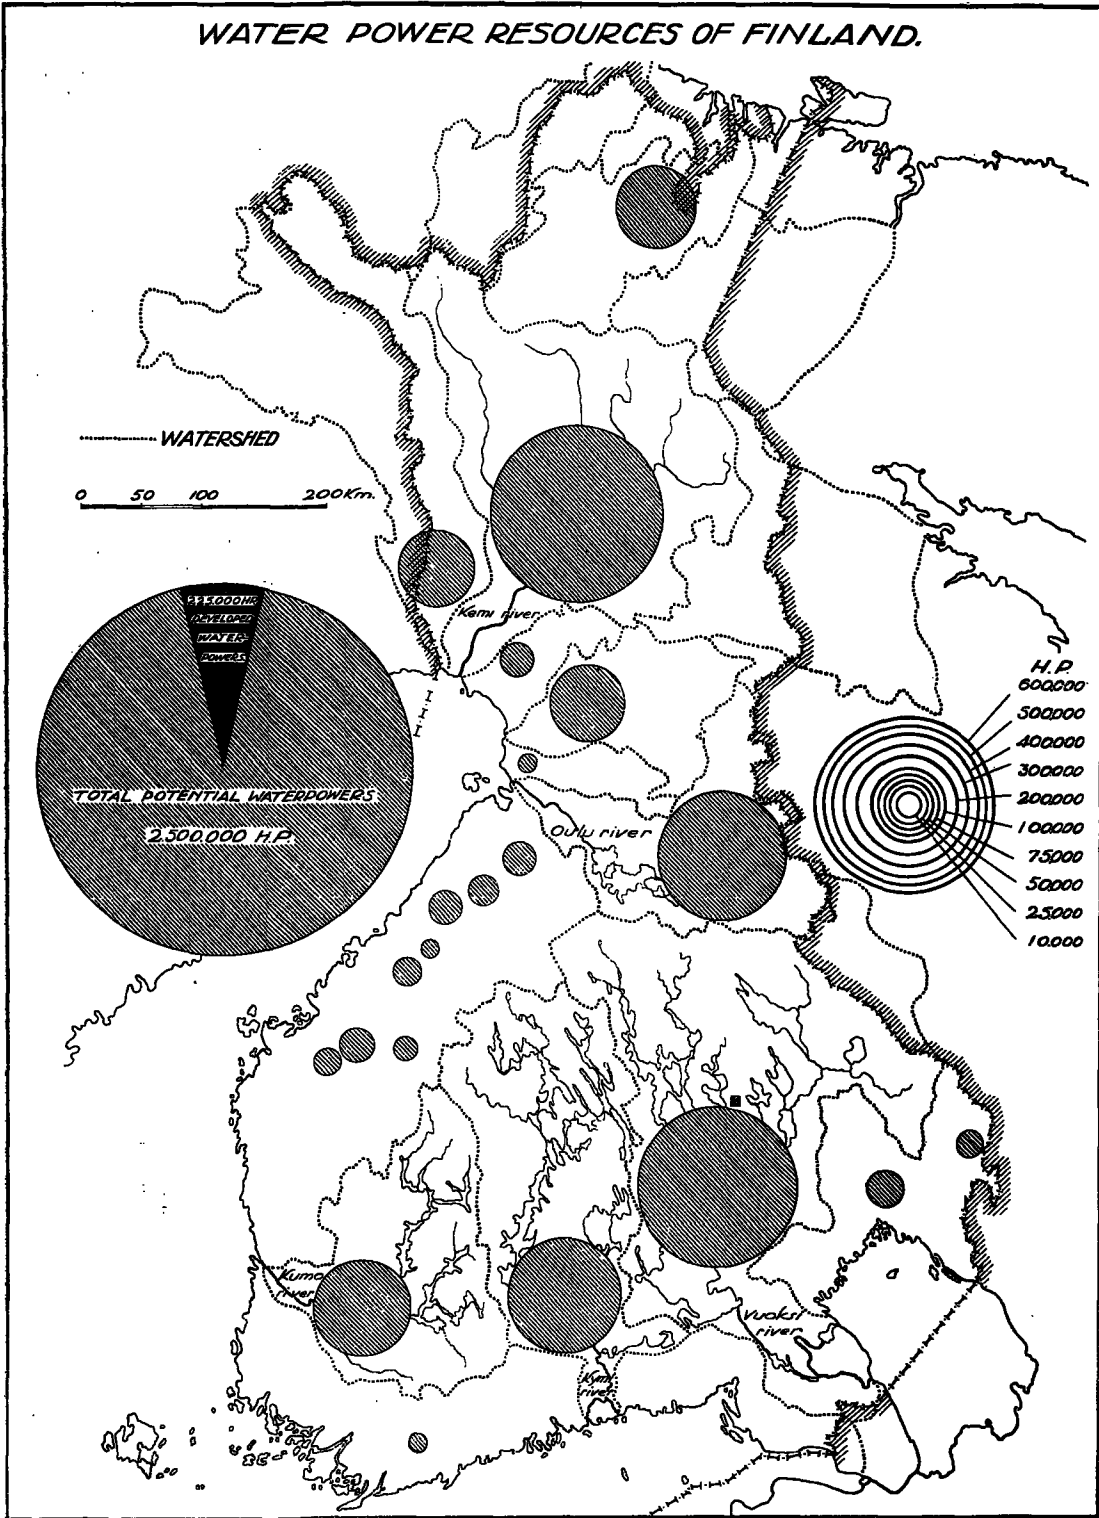 WATER POWER RESOURCES OF FINLAND.
WATERSHED
0 50 100 200 Km.
225.000 HP
DEVELOPED
WATER-
POWERS
TOTAL POTENTIAL WATERPOWERS
2.500.000 H.P.
Kemi river
Oulu river
H.P.
600.000
500.000
400.000
300.000
200.000
100.000
75.000
50.000
25.000
10.000
Kumo
river
Vuoksi
river
Kymi
river